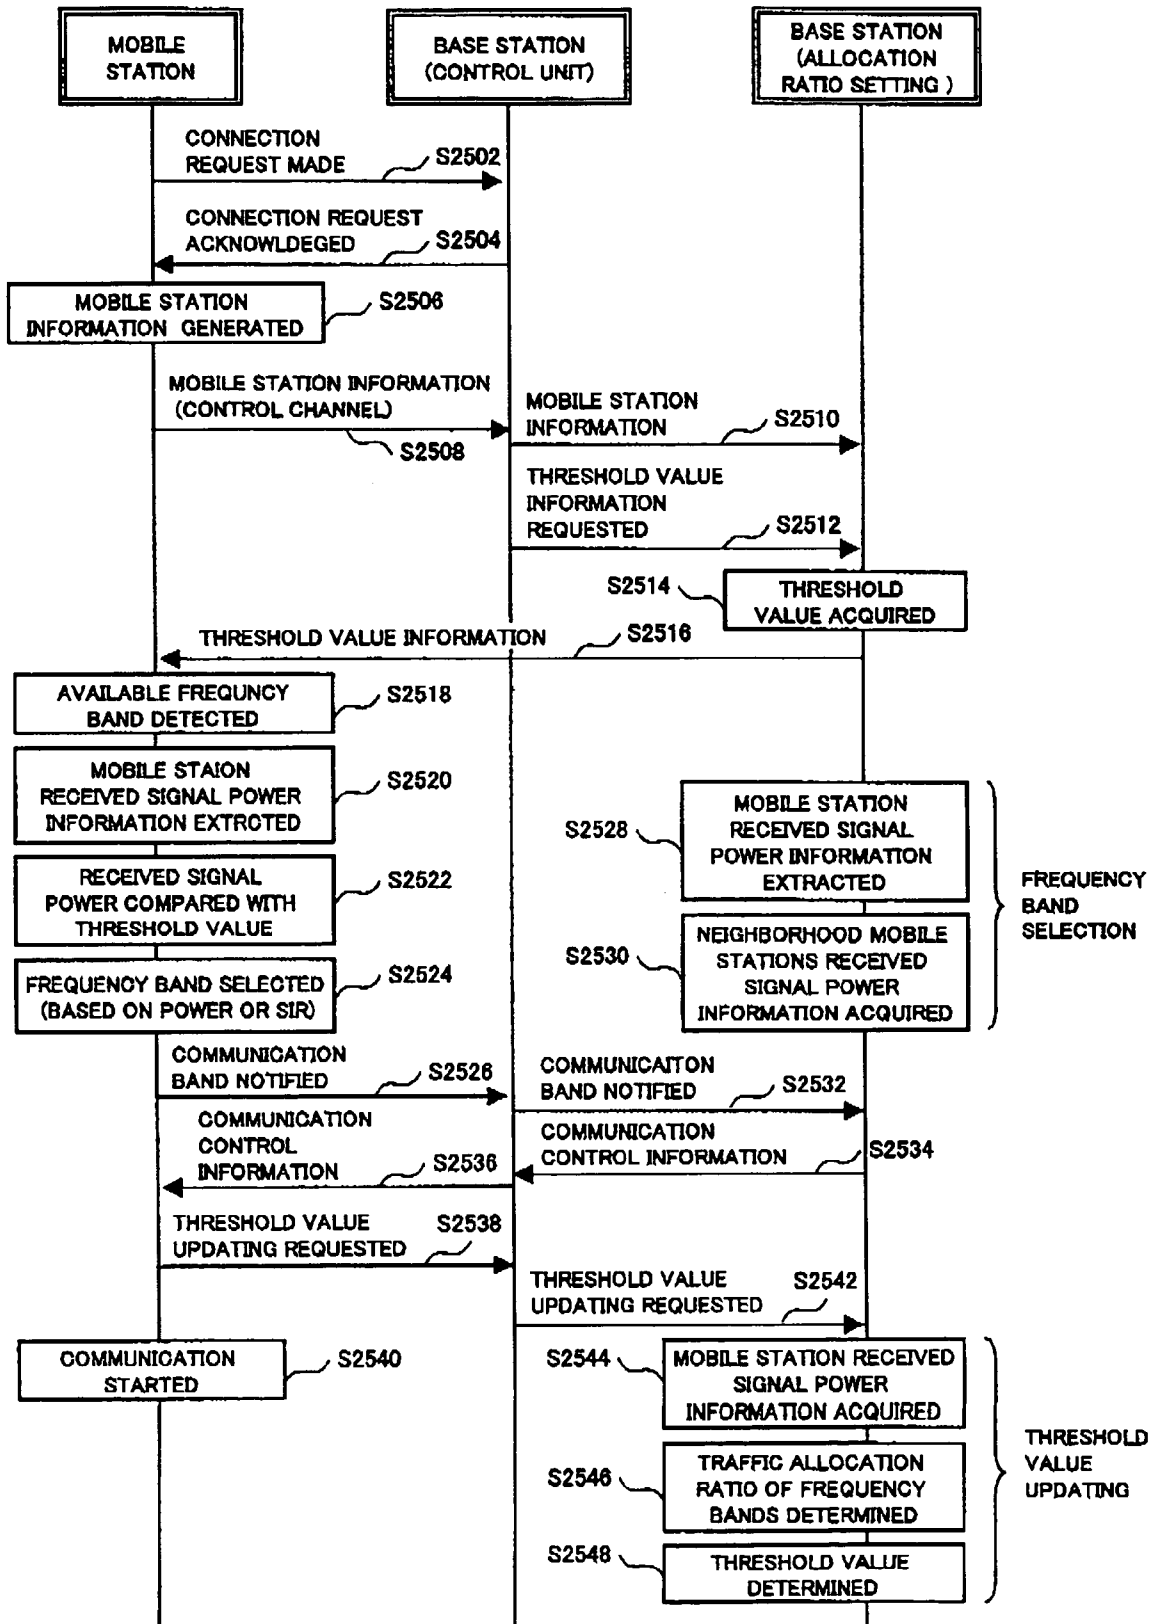 MOBILE
STATION
BASE STATION
(CONTROL UNIT)
BASE STATION
(ALLOCATION
RATIO SETTING )
CONNECTION
REQUEST MADE
S2502
CONNECTION REQUEST
ACKNOWLDEGED
S2504
MOBILE STATION
INFORMATION GENERATED
S2506
MOBILE STATION INFORMATION
(CONTROL CHANNEL)
S2508
MOBILE STATION
INFORMATION
S2510
THRESHOLD VALUE
INFORMATION
REQUESTED
S2512
S2514
THRESHOLD
VALUE ACQUIRED
THRESHOLD VALUE INFORMATION
S2516
AVAILABLE FREQUNCY
BAND DETECTED
S2518
MOBILE STAION
RECEIVED SIGNAL POWER
INFORMATION EXTRCTED
S2520
RECEIVED SIGNAL
POWER COMPARED WITH
THRESHOLD VALUE
S2522
FREQUENCY BAND SELECTED
(BASED ON POWER OR SIR)
S2524
S2528
MOBILE STATION
RECEIVED SIGNAL
POWER INFORMATION
EXTRACTED
S2530
NEIGHBORHOOD MOBILE
STATIONS RECEIVED
SIGNAL POWER
INFORMATION ACQUIRED
FREQUENCY
BAND
SELECTION
COMMUNICATION
BAND NOTIFIED
S2526
COMMUNICAITON
BAND NOTIFIED
S2532
COMMUNICATION
CONTROL
INFORMATION
S2536
COMMUNICATION
CONTROL INFORMATION
S2534
THRESHOLD VALUE
UPDATING REQUESTED
S2538
THRESHOLD VALUE
UPDATING REQUESTED
S2542
COMMUNICATION
STARTED
S2540
S2544
MOBILE STATION RECEIVED
SIGNAL POWER
INFORMATION ACQUIRED
S2546
TRAFFIC ALLOCATION
RATIO OF FREQUENCY
BANDS DETERMINED
S2548
THRESHOLD VALUE
DETERMINED
THRESHOLD
VALUE
UPDATING